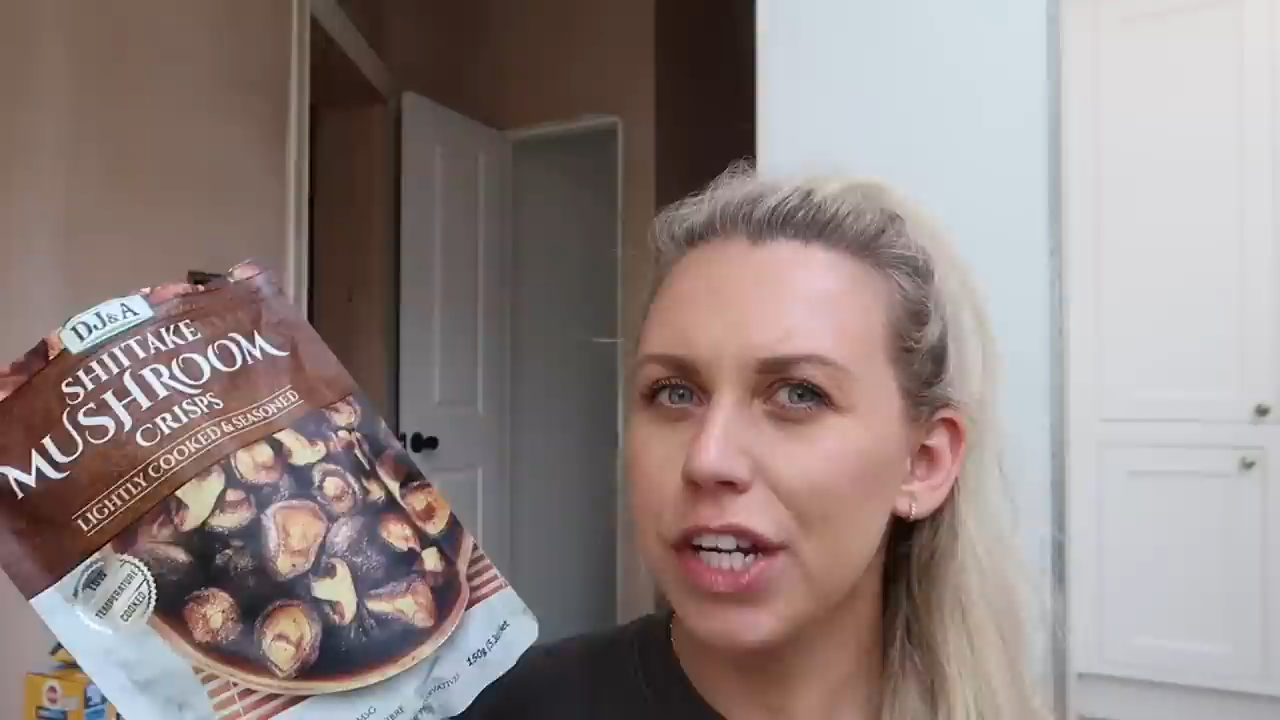 DJ&A
SHIITAKE
MUSHROOM
CRISPS
LIGHTLY COOKED & SEASONED
TEMPERATURE
COOKED
150g